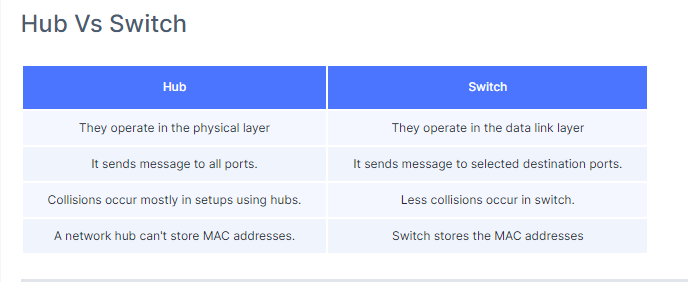 Hub Vs Switch
Hub Switch
They operate in the physical layer They operate in the data link layer
It sends message to all ports. It sends message to selected destination ports.
Collisions occur mostly in setups using hubs. Less collisions occur in switch.
A network hub can't store MAC addresses. Switch stores the MAC addresses